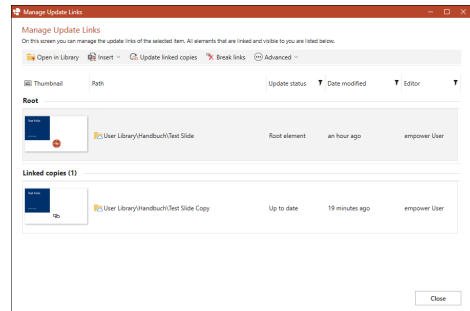 Manage Update Links
Manage Update Links
On this screen you can manage the update links of the selected item. All elements that are linked and visible to you are listed below.
Open in Library Insert Update linked copies Break links Advanced
Thumbnail Path Update status Date modified Editor
Root
User Library\Handbuch\Test Slide Root element an hour ago empower User
Linked copies (1)
User Library\Handbuch\Test Slide Copy Up to date 19 minutes ago empower User
Close